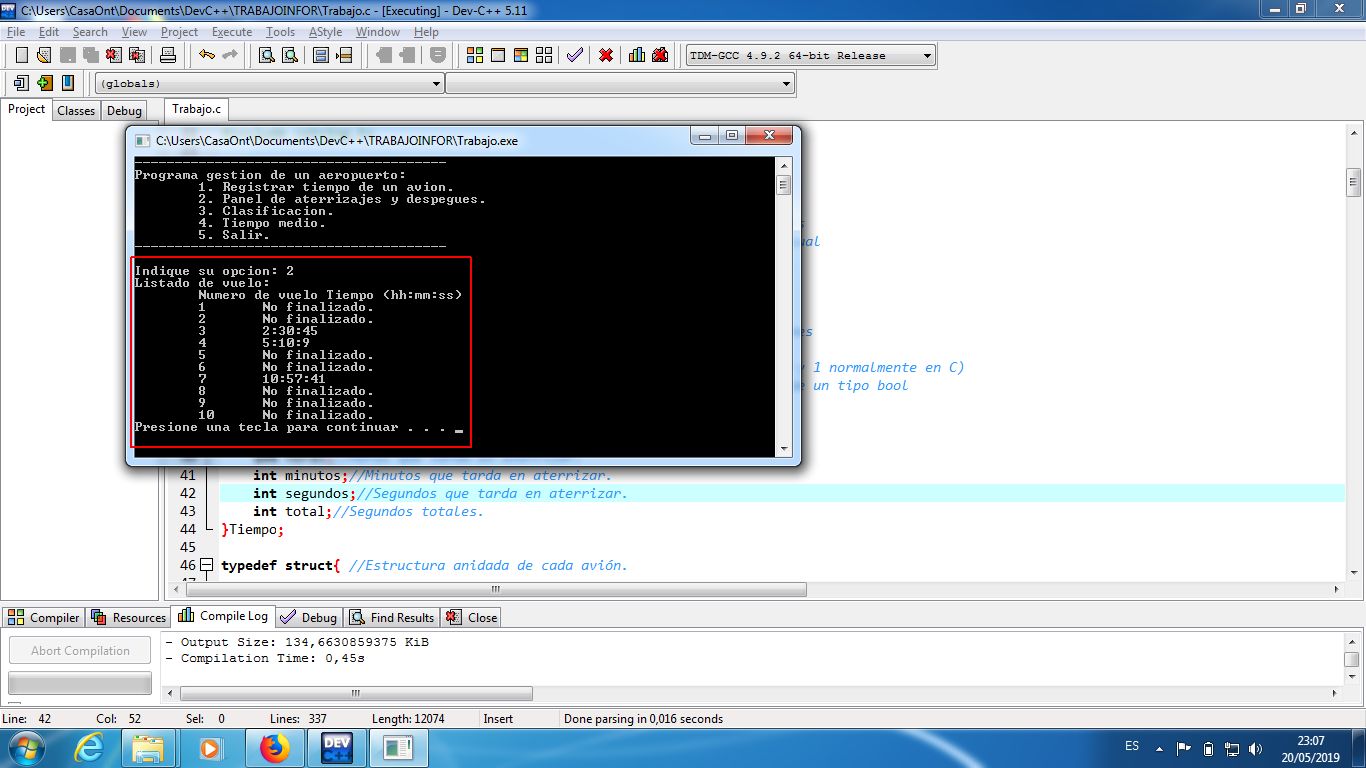 C:\Users\CasaOnt\Documents\DevC++\TRABAJOINFOR\Trabajo.c - [Executing] - Dev-C++ 5.11
File Edit Search View Project Execute Tools AStyle Window Help
TDM-GCC 4.9.2 64-bit Release
(globals)
Project Classes Debug Trabajo.c
C:\Users\CasaOnt\Documents\DevC++\TRABAJOINFOR\Trabajo.exe
Programa gestion de un aeropuerto:
1. Registrar tiempo de un avion.
2. Panel de aterrizajes y despegues.
3. Clasificacion.
4. Tiempo medio.
5. Salir.
Indique su opcion: 2
Listado de vuelo:
Numero de vuelo Tiempo (hh:mm:ss)
1 No finalizado.
2 No finalizado.
3 2:30:45
4 5:10:9
5 No finalizado.
6 No finalizado.
7 10:57:41
8 No finalizado.
9 No finalizado.
10 No finalizado.
Presione una tecla para continuar . . . _
1 normalmente en C)
un tipo bool
41 int minutos;//Minutos que tarda en aterrizar.
42 int segundos;//Segundos que tarda en aterrizar.
43 int total;//Segundos totales.
44 }Tiempo;
45
46 typedef struct{ //Estructura anidada de cada avión.
Compiler Resources Compile Log Debug Find Results Close
Abort Compilation
- Output Size: 134,6630859375 KiB
- Compilation Time: 0,45s
Line: 42 Col: 52 Sel: 0 Lines: 337 Length: 12074 Insert Done parsing in 0,016 seconds
DEV C++
ES
23:07
20/05/2019